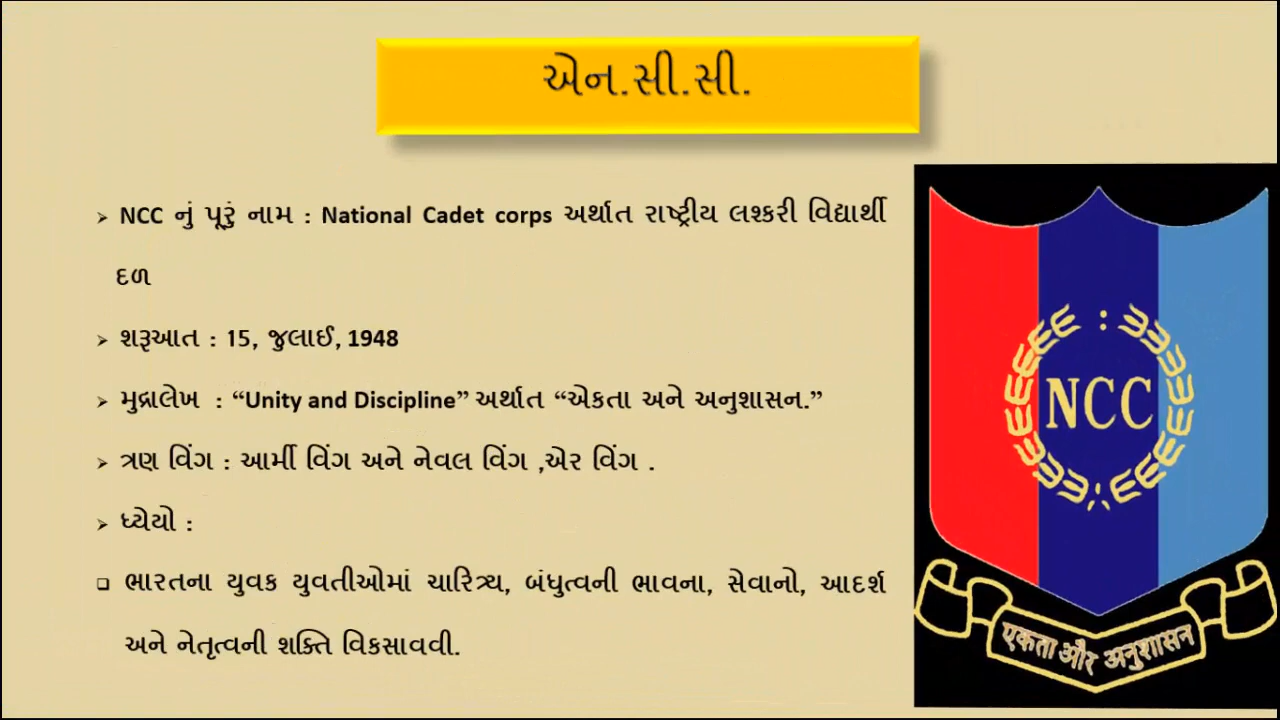 એન.સી.સી.
NCC નું પૂરું નામ : National Cadet corps અર્થાત રાષ્ટ્રીય લશ્કરી વિદ્યાર્થી
દળ
શરૂઆત : 15, જુલાઈ, 1948
મુદ્રાલેખ : “Unity and Discipline” અર્થાત “એકતા અને અનુશાસન.”
ત્રણ વિંગ : આર્મી વિંગ અને નેવલ વિંગ ,એર વિંગ .
ધ્યેયો :
ભારતના યુવક યુવતીઓમાં ચારિત્ર્ય, બંધુત્વની ભાવના, સેવાનો, આદર્શ
અને નેતૃત્વની શક્તિ વિકસાવવી.
NCC
एकता और अनुशासन